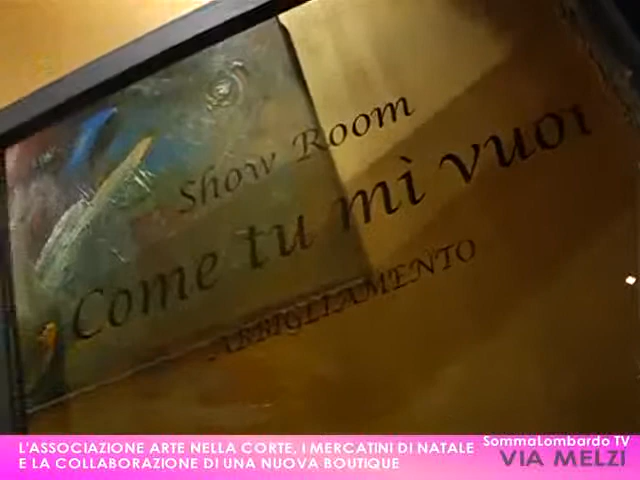 Show Room
Come tu mi vuoi
ABBIGLIAMENTO
L'ASSOCIAZIONE ARTE NELLA CORTE, I MERCATINI DI NATALE
E LA COLLABORAZIONE DI UNA NUOVA BOUTIQUE
SommaLombardo TV
VIA MELZI